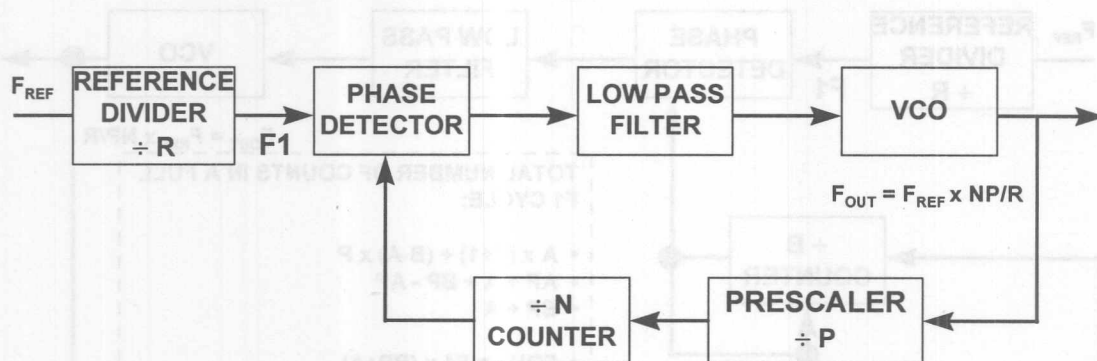 F_REF
REFERENCE
DIVIDER
÷ R
F1
PHASE
DETECTOR
LOW PASS
FILTER
VCO
F_OUT = F_REF x NP/R
÷ N
COUNTER
PRESCALER
÷ P